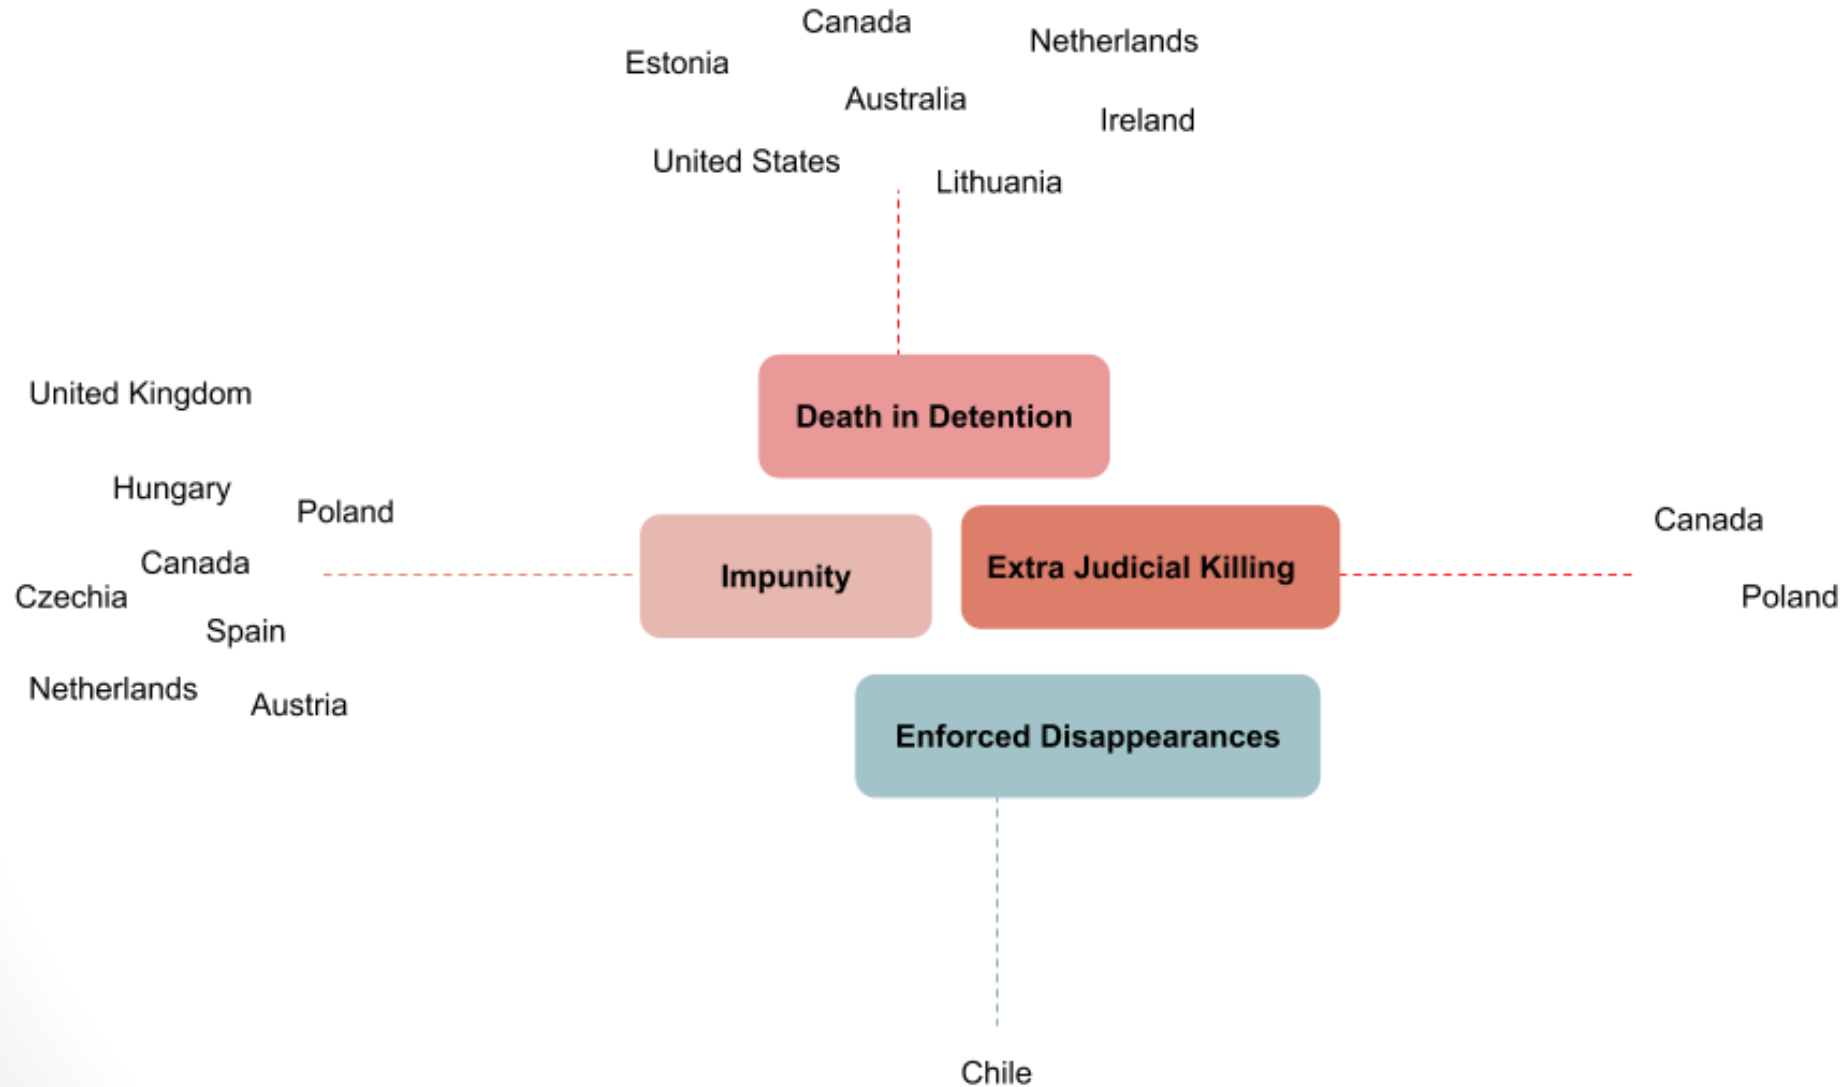 Canada
Netherlands
Estonia
Australia
Ireland
United States
Lithuania
Death in Detention
United Kingdom
Hungary
Poland
Canada
Czechia
Spain
Netherlands
Austria
Impunity
Extra Judicial Killing
Canada
Poland
Enforced Disappearances
Chile